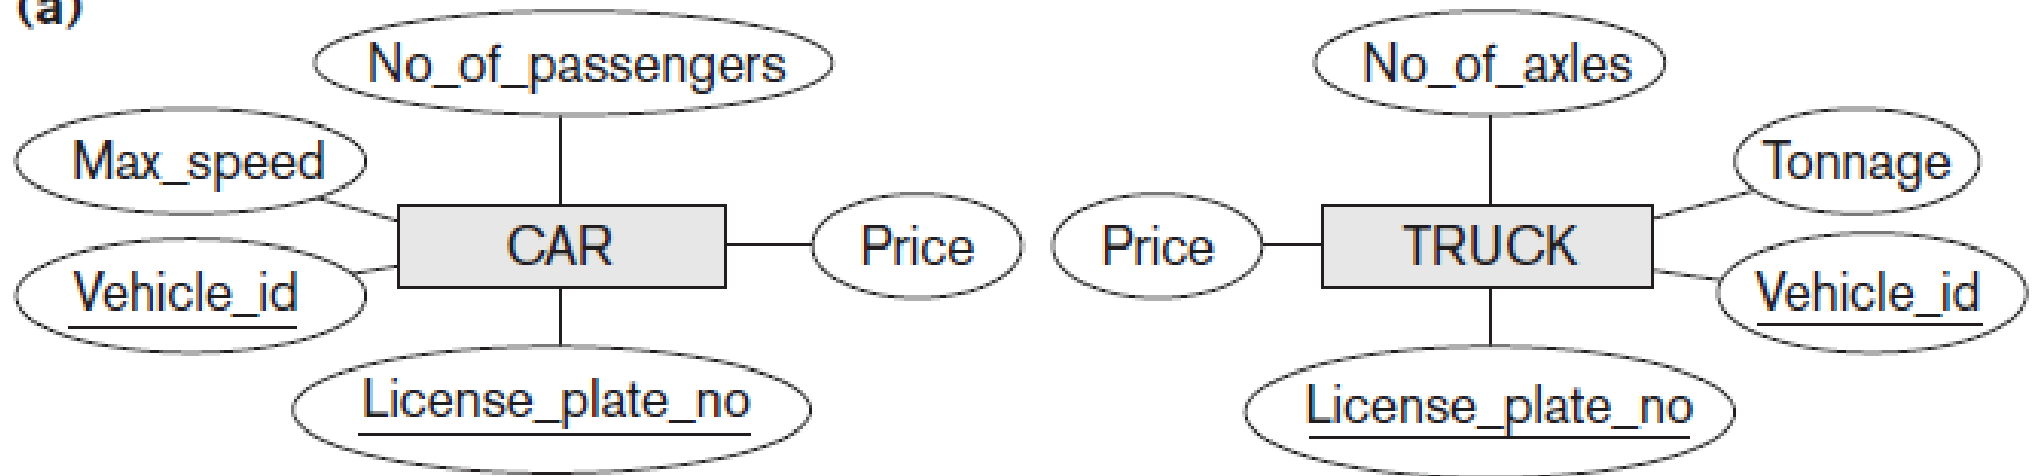 (a)
No_of_passengers
No_of_axles
Max_speed
Tonnage
CAR
Price
Price
TRUCK
Vehicle_id
Vehicle_id
License_plate_no
License_plate_no